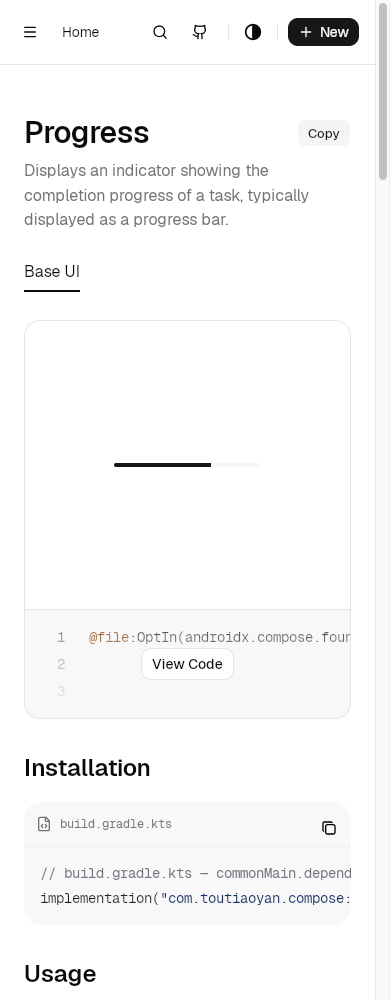 Home
New
Progress
Copy
Displays an indicator showing the
completion progress of a task, typically
displayed as a progress bar.
Base UI
1 @file:OptIn(androidx.compose.four
2
View Code
3
Installation
build.gradle.kts
// build.gradle.kts — commonMain.depend
implementation("com.toutiaoyan.compose:
Usage